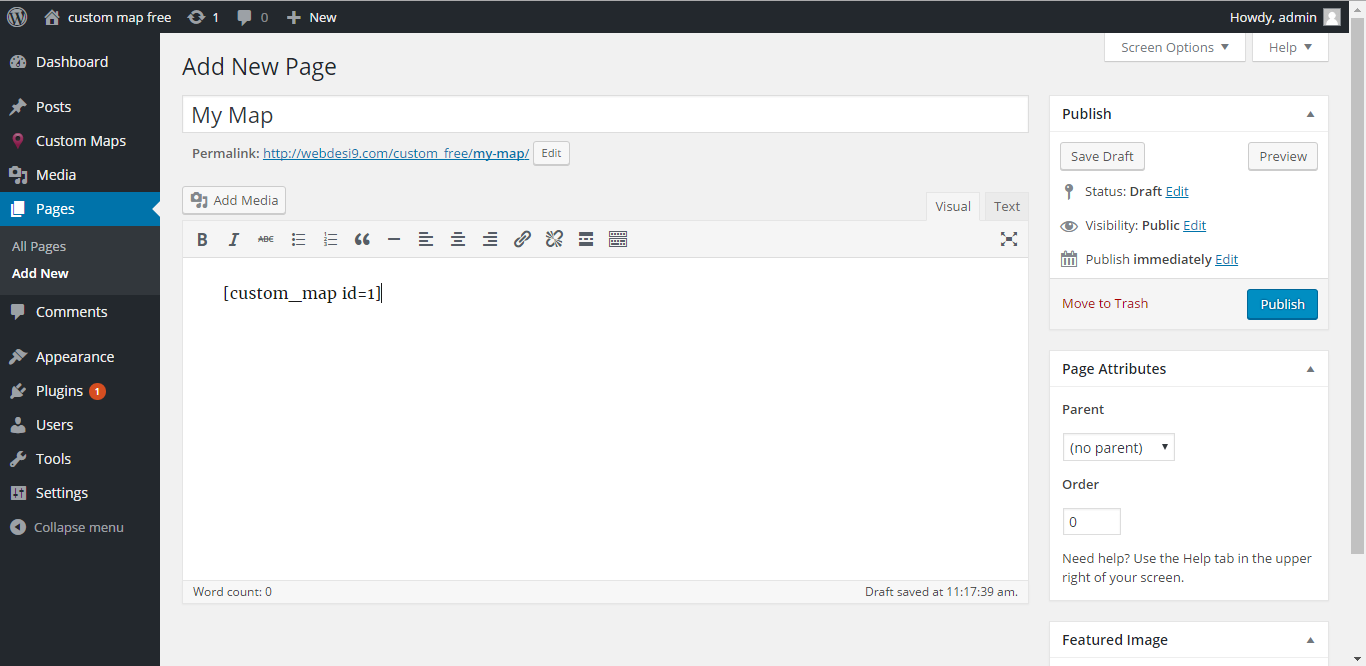 custom map free 1 0 New Howdy, admin
Screen Options Help
Dashboard
Posts
Custom Maps
Media
Pages
All Pages
Add New
Comments
Appearance
Plugins 1
Users
Tools
Settings
Collapse menu
Add New Page
My Map
Permalink: http://webdesi9.com/custom_free/my-map/ Edit
Add Media
Visual Text
B I ABC
[custom_map id=1]
Word count: 0 Draft saved at 11:17:39 am.
Publish
Save Draft Preview
Status: Draft Edit
Visibility: Public Edit
Publish immediately Edit
Move to Trash Publish
Page Attributes
Parent
(no parent)
Order
0
Need help? Use the Help tab in the upper
right of your screen.
Featured Image